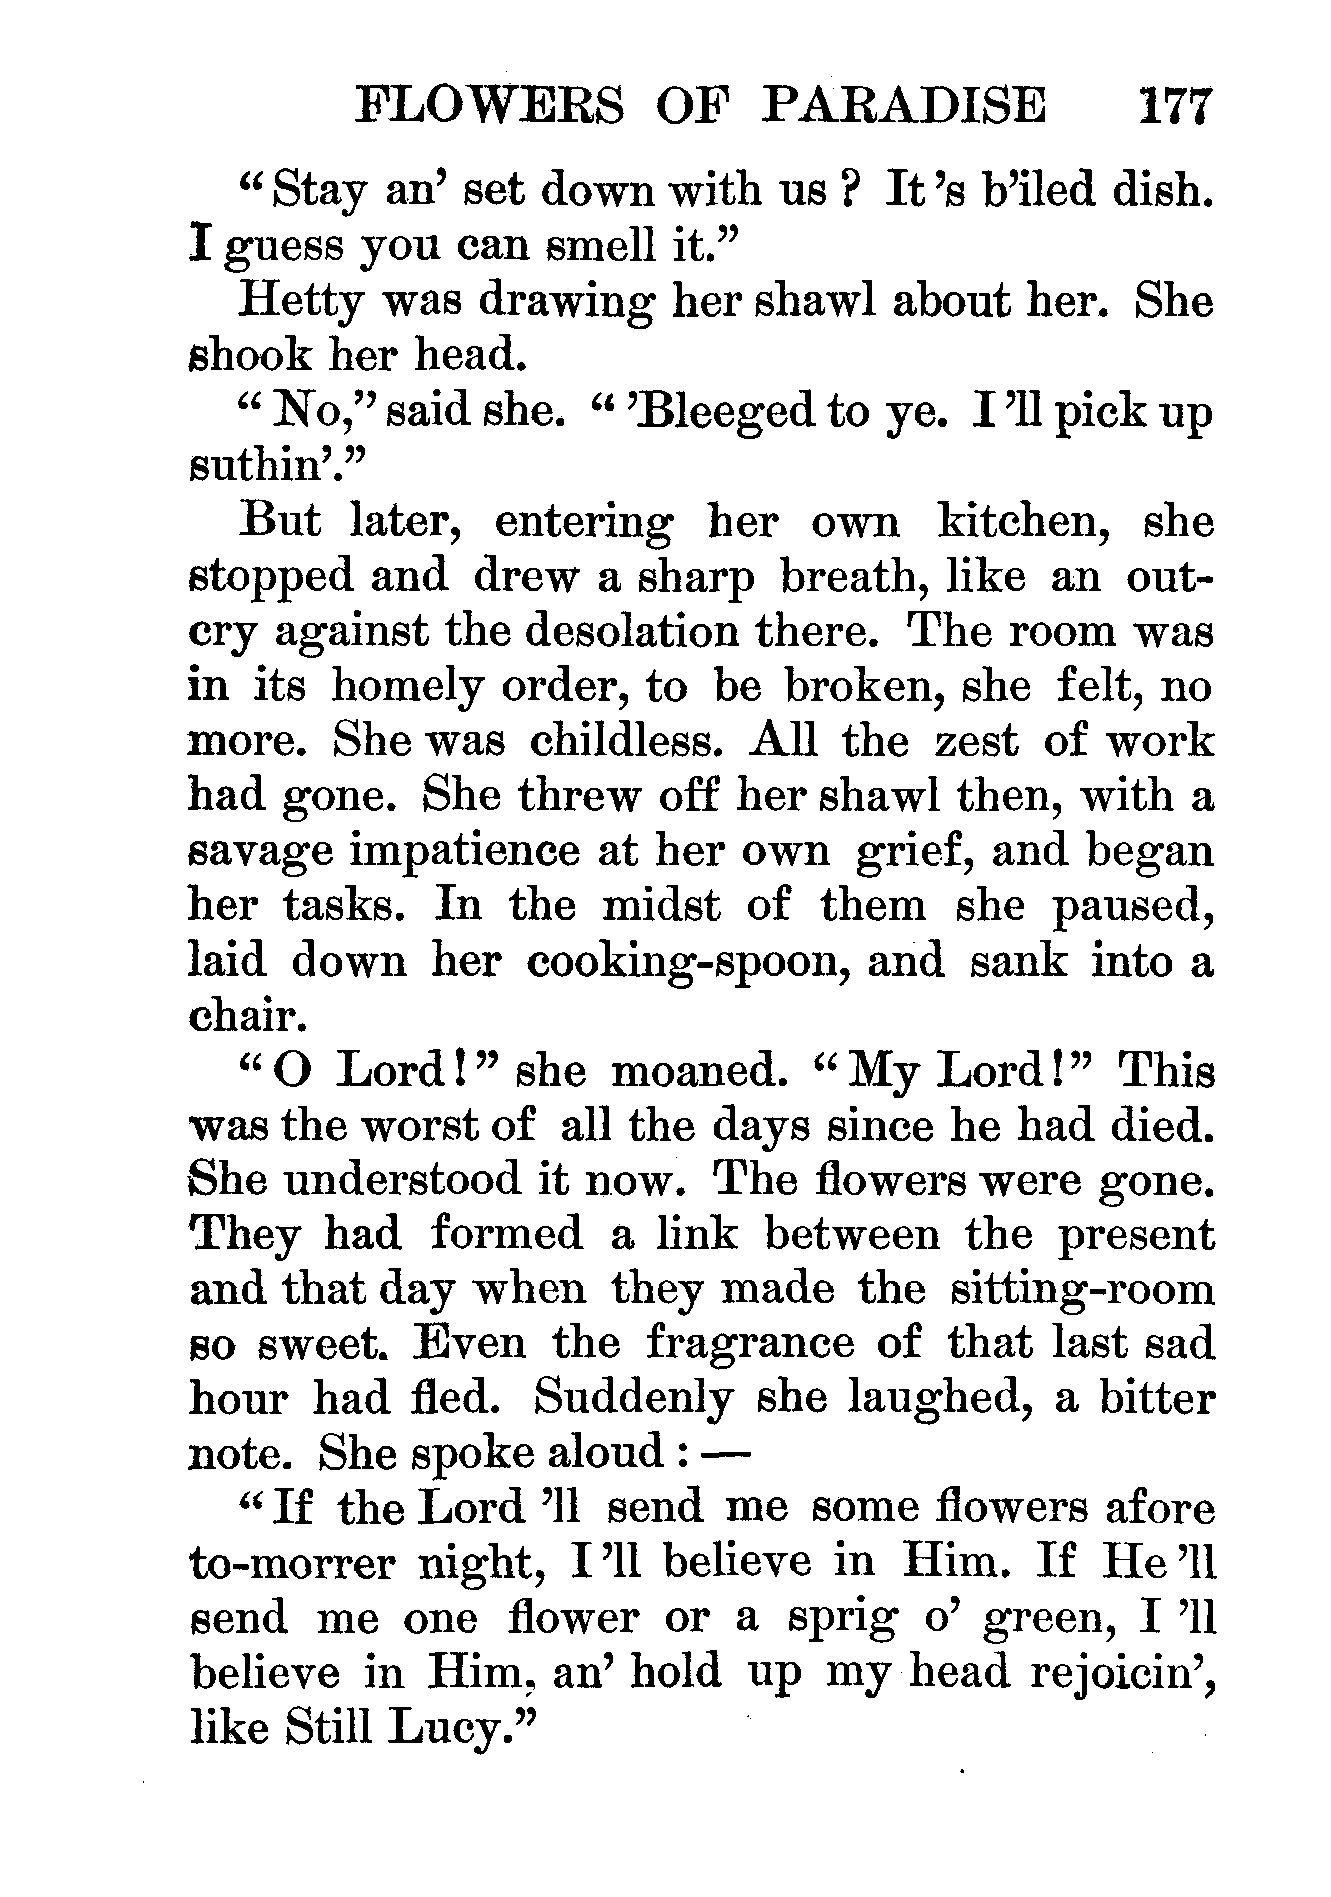 FLOWERS OF PARADISE 177
“Stay an’ set down with us? It’s b’iled dish.
I guess you can smell it.”
Hetty was drawing her shawl about her. She
shook her head.
“No,” said she. “’Bleeged to ye. I’ll pick up
suthin’.”
But later, entering her own kitchen, she
stopped and drew a sharp breath, like an out-
cry against the desolation there. The room was
in its homely order, to be broken, she felt, no
more. She was childless. All the zest of work
had gone. She threw off her shawl then, with a
savage impatience at her own grief, and began
her tasks. In the midst of them she paused,
laid down her cooking-spoon, and sank into a
chair.
“O Lord!” she moaned. “My Lord!” This
was the worst of all the days since he had died.
She understood it now. The flowers were gone.
They had formed a link between the present
and that day when they made the sitting-room
so sweet. Even the fragrance of that last sad
hour had fled. Suddenly she laughed, a bitter
note. She spoke aloud:—
“If the Lord ’ll send me some flowers afore
to-morrer night, I’ll believe in Him. If He’ll
send me one flower or a sprig o’ green, I’ll
believe in Him, an’ hold up my head rejoicin’,
like Still Lucy.”